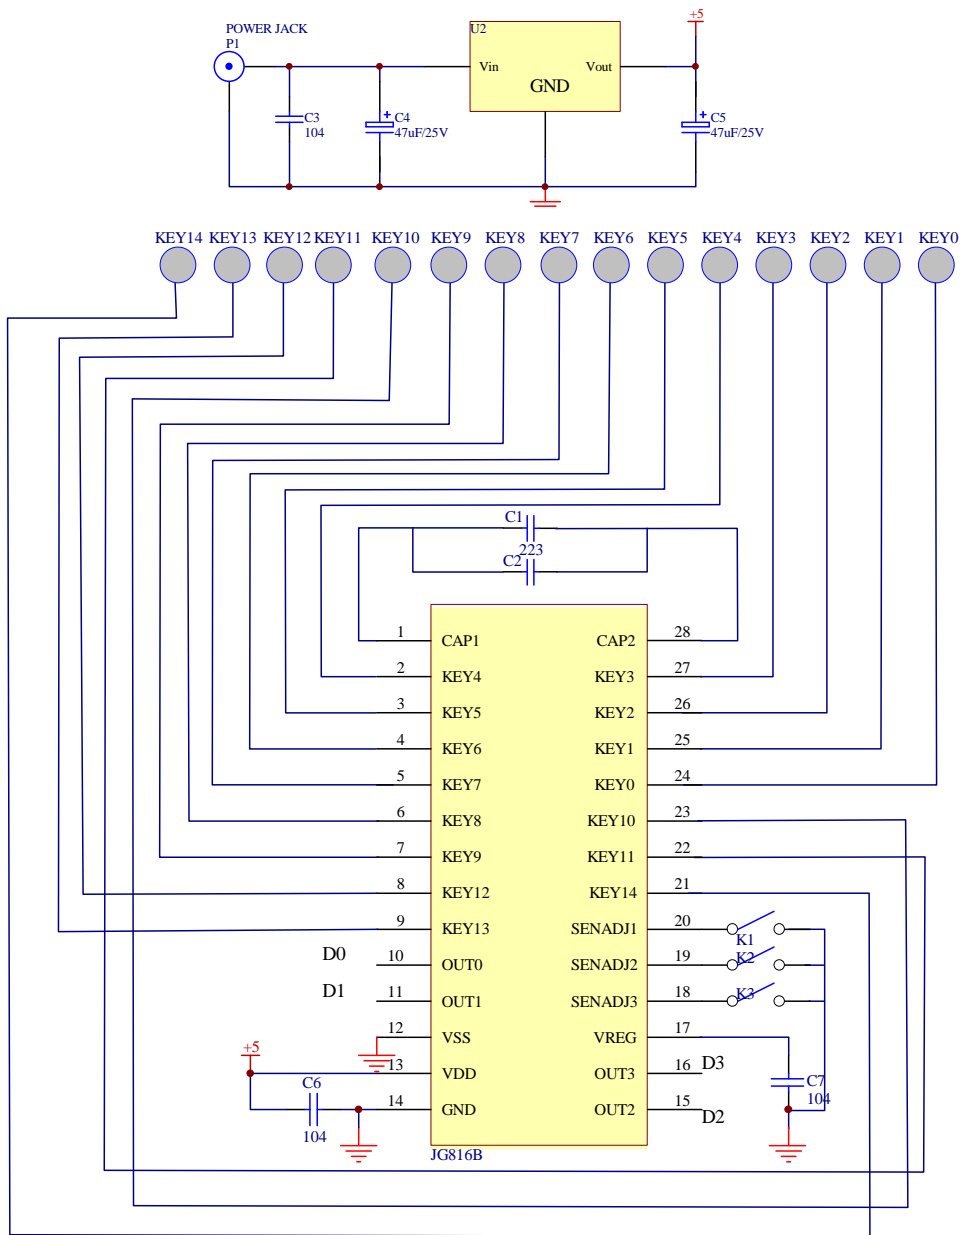 POWER JACK
P1
U2
+5
Vin
Vout
GND
C3
104
C4
47uF/25V
C5
47uF/25V
KEY14 KEY13 KEY12 KEY11 KEY10 KEY9 KEY8 KEY7 KEY6 KEY5 KEY4 KEY3 KEY2 KEY1 KEY0
C1
223
C2
1 CAP1 CAP2 28
2 KEY4 KEY3 27
3 KEY5 KEY2 26
4 KEY6 KEY1 25
5 KEY7 KEY0 24
6 KEY8 KEY10 23
7 KEY9 KEY11 22
8 KEY12 KEY14 21
9 KEY13 SENADJ1 20 K1
D0 10 OUT0 SENADJ2 19 K2
D1 11 OUT1 SENADJ3 18 K3
12 VSS VREG 17
+5
13 VDD OUT3 16 D3
C6
104
14 GND OUT2 15 D2
C7
104
JG816B